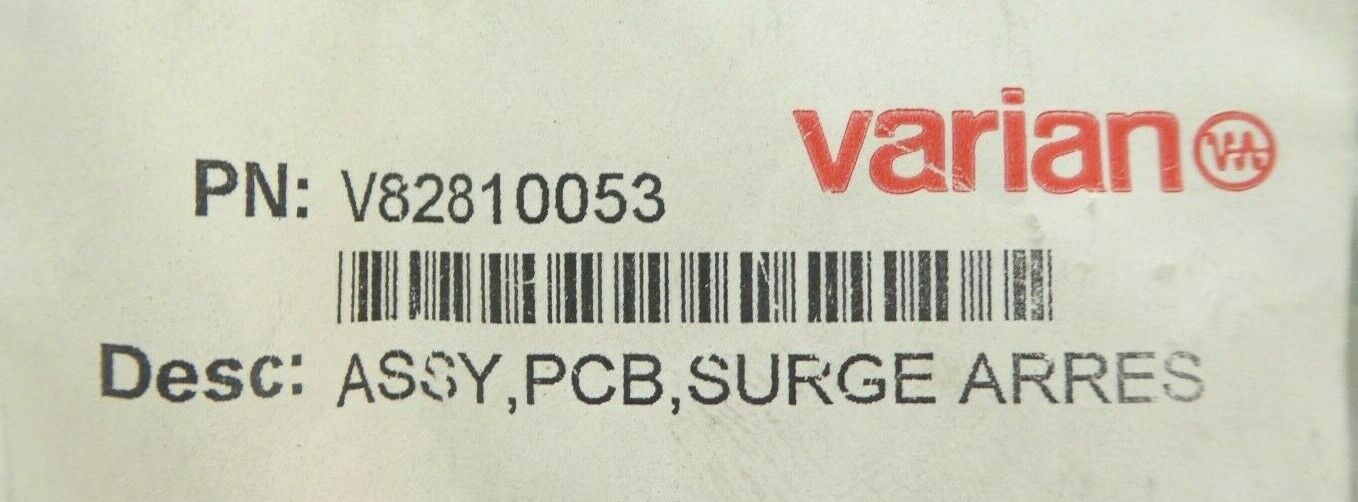 varian
PN: V82810053
Desc: ASSY,PCB,SURGE ARRES